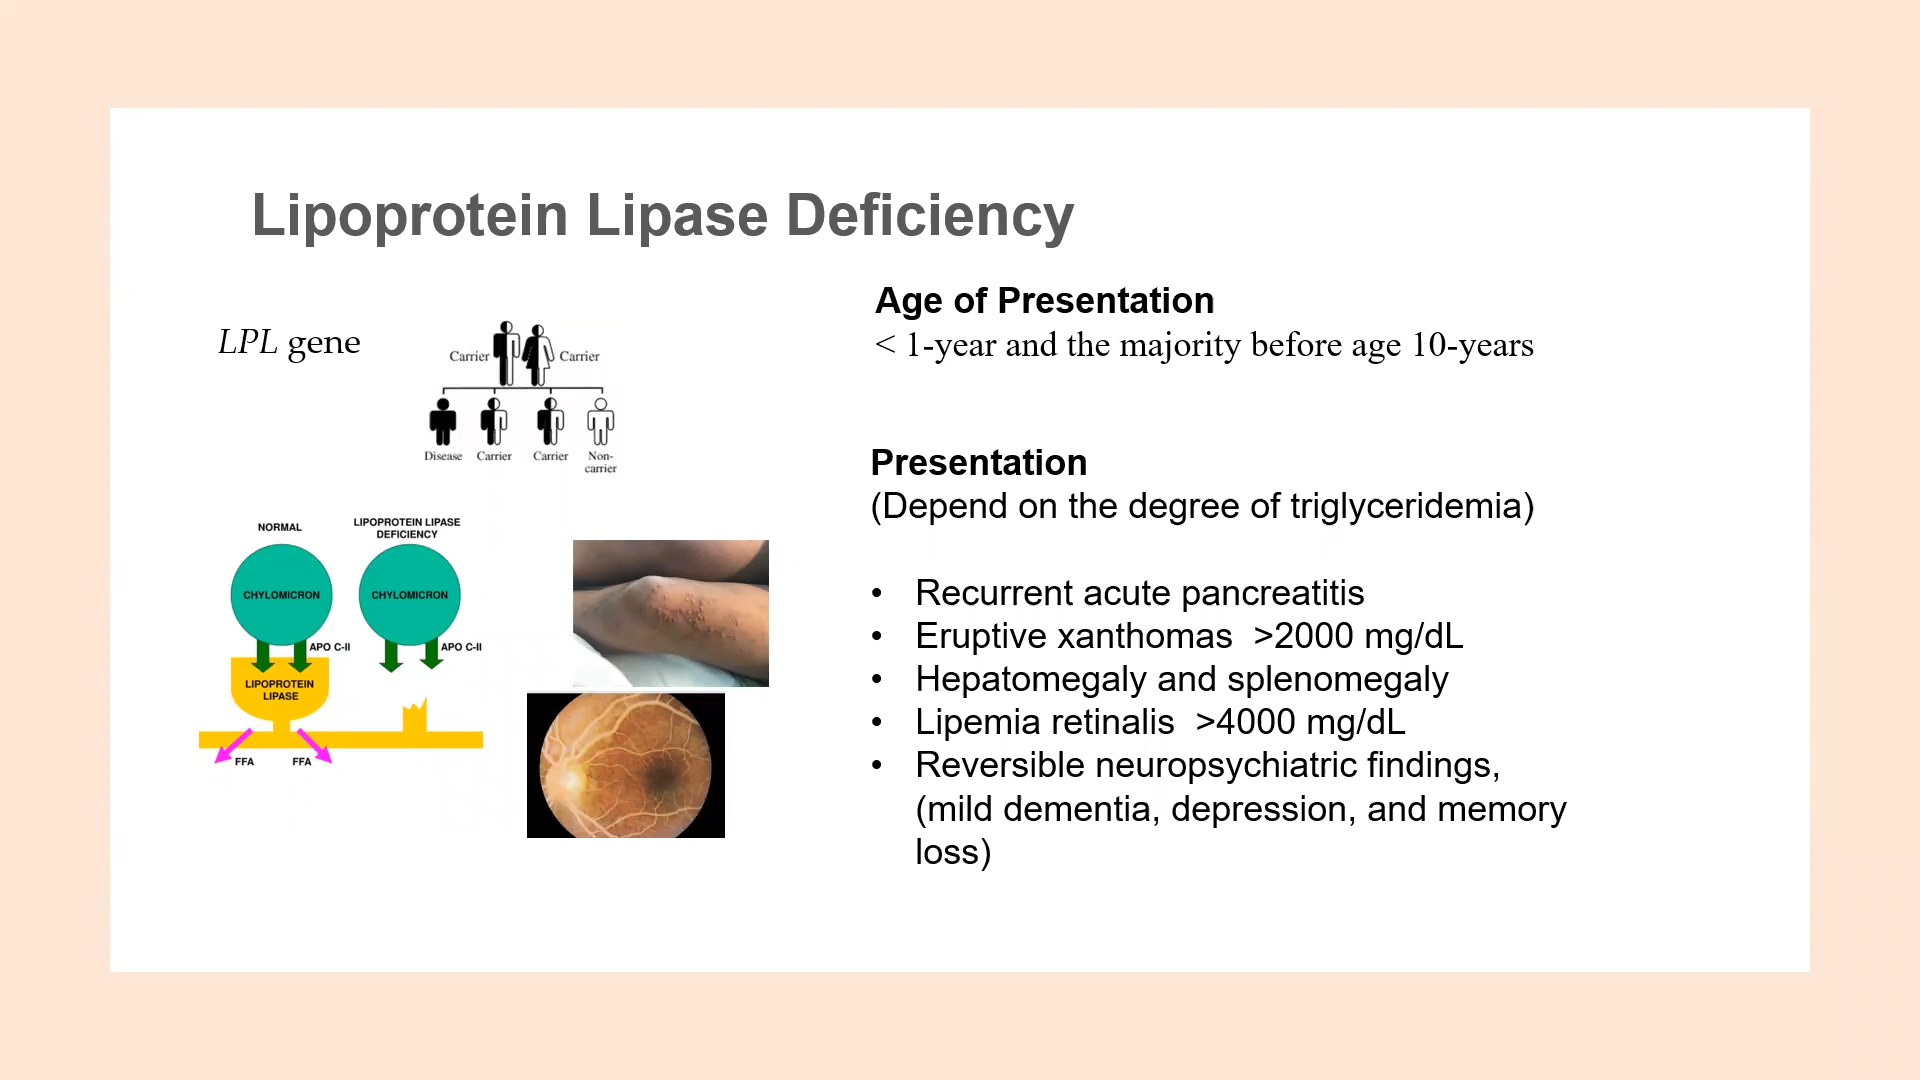 Lipoprotein Lipase Deficiency
LPL gene
Carrier
Carrier
Disease
Carrier
Carrier
Non-
carrier
NORMAL
LIPOPROTEIN LIPASE
DEFICIENCY
CHYLOMICRON
CHYLOMICRON
APO C-II
APO C-II
LIPOPROTEIN
LIPASE
FFA
FFA
Age of Presentation
< 1-year and the majority before age 10-years
Presentation
(Depend on the degree of triglyceridemia)
• Recurrent acute pancreatitis
• Eruptive xanthomas >2000 mg/dL
• Hepatomegaly and splenomegaly
• Lipemia retinalis >4000 mg/dL
• Reversible neuropsychiatric findings,
(mild dementia, depression, and memory
loss)